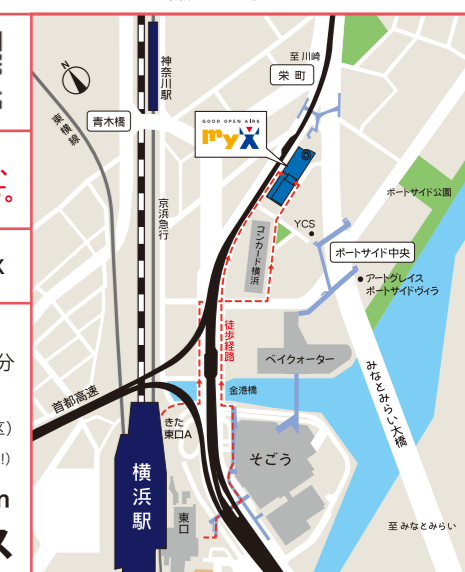 至 川崎
栄 町
神奈川駅
青木橋
東横線
GOOD OPEN AIRS
myX
す。
京浜急行
ポートサイド公園
YCS
コンカード横浜
ポートサイド中央
アートグレイス
ポートサイドヴィラ
徒歩経路
ベイクォーター
分
首都高速
金港橋
みなとみらい大橋
区)
きた
東口A
!)
そごう
横浜駅
東口
n
ス
至 みなとみらい